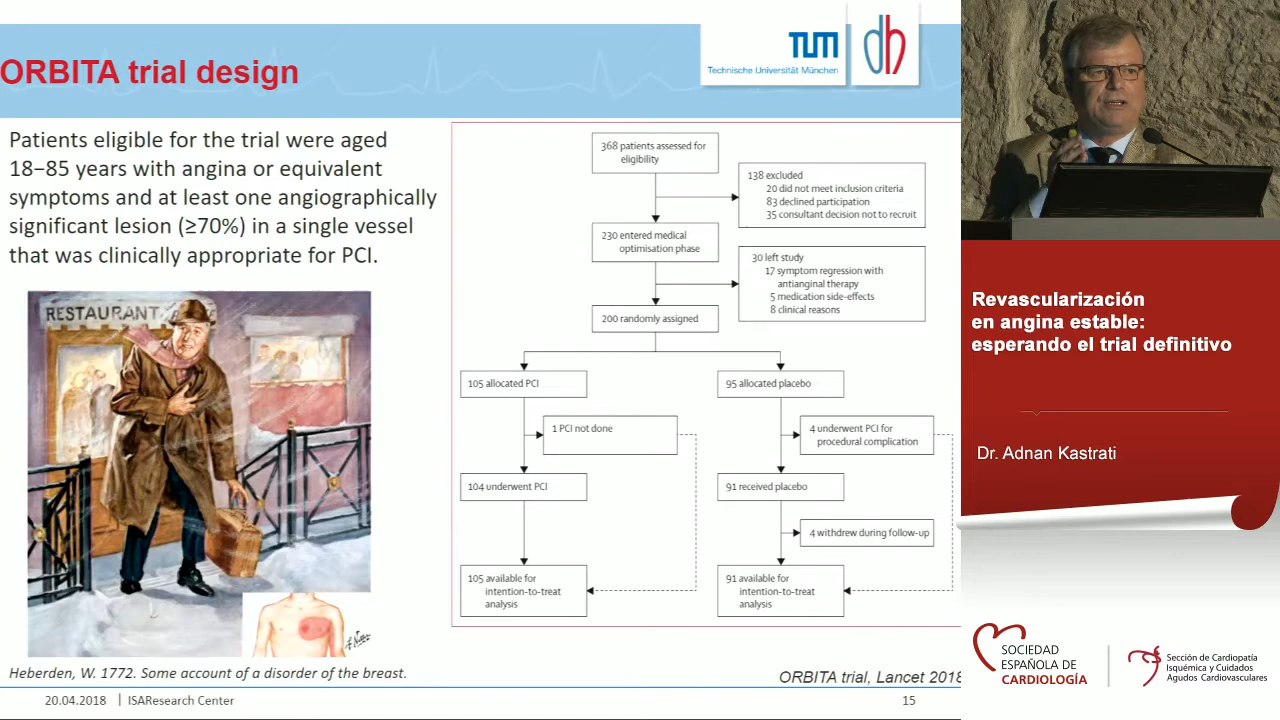 ORBITA trial design
TUM
Technische Universität München
Patients eligible for the trial were aged
18–85 years with angina or equivalent
symptoms and at least one angiographically
significant lesion (≥70%) in a single vessel
that was clinically appropriate for PCI.
RESTAURANT
Heberden, W. 1772. Some account of a disorder of the breast.
368 patients assessed for
eligibility
138 excluded
20 did not meet inclusion criteria
83 declined participation
35 consultant decision not to recruit
230 entered medical
optimisation phase
30 left study
17 symptom regression with
antianginal therapy
5 medication side-effects
8 clinical reasons
200 randomly assigned
105 allocated PCI
95 allocated placebo
1 PCI not done
4 underwent PCI for
procedural complication
104 underwent PCI
91 received placebo
4 withdrew during follow-up
105 available for
intention-to-treat
analysis
91 available for
intention-to-treat
analysis
ORBITA trial, Lancet 2018
20.04.2018 | ISAResearch Center
15
Revascularización
en angina estable:
esperando el trial definitivo
Dr. Adnan Kastrati
SOCIEDAD
ESPAÑOLA DE
CARDIOLOGÍA
Sección de Cardiopatía
Isquémica y Cuidados
Agudos Cardiovasculares